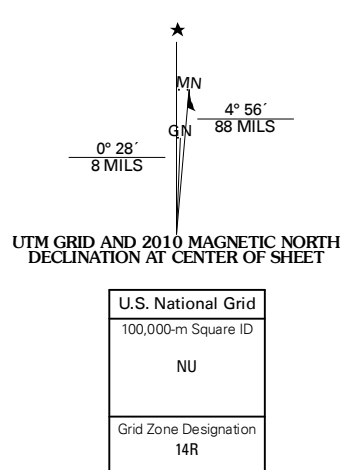 ★
MN
GN
4° 56´
88 MILS
0° 28´
8 MILS
UTM GRID AND 2010 MAGNETIC NORTH
DECLINATION AT CENTER OF SHEET
U.S. National Grid
100,000-m Square ID
NU
Grid Zone Designation
14R